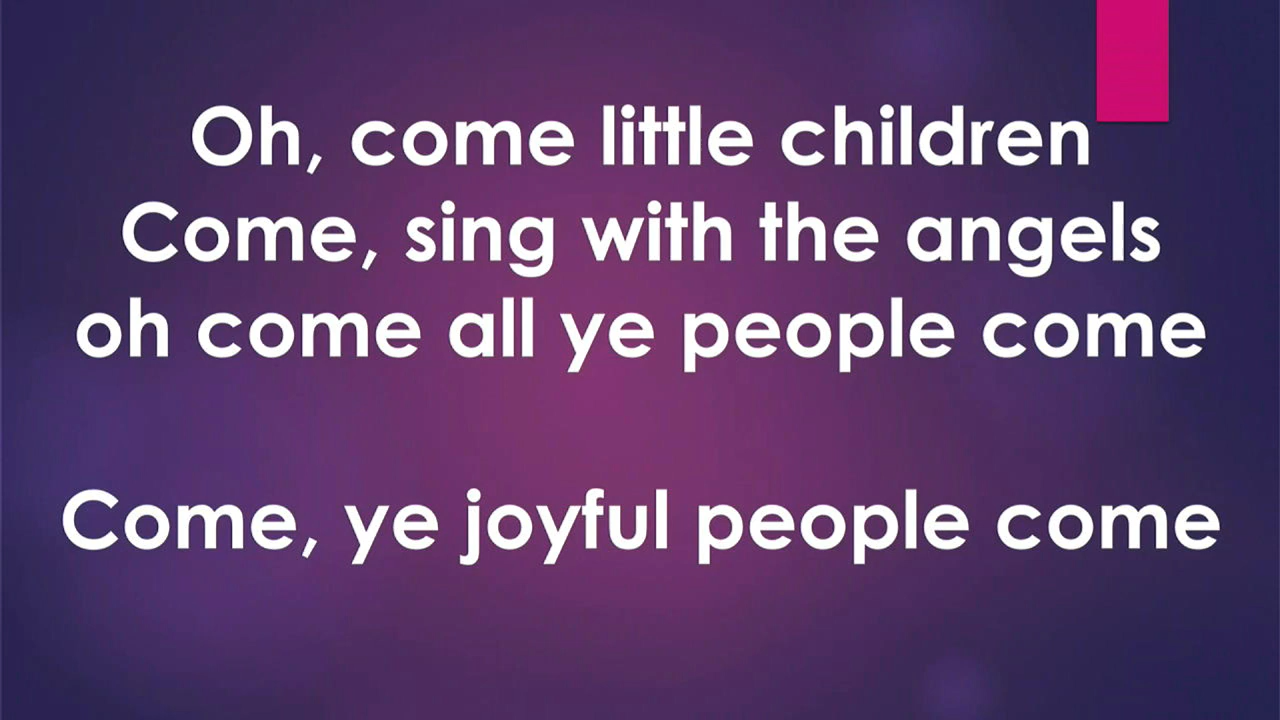 Oh, come little children
Come, sing with the angels
oh come all ye people come
Come, ye joyful people come